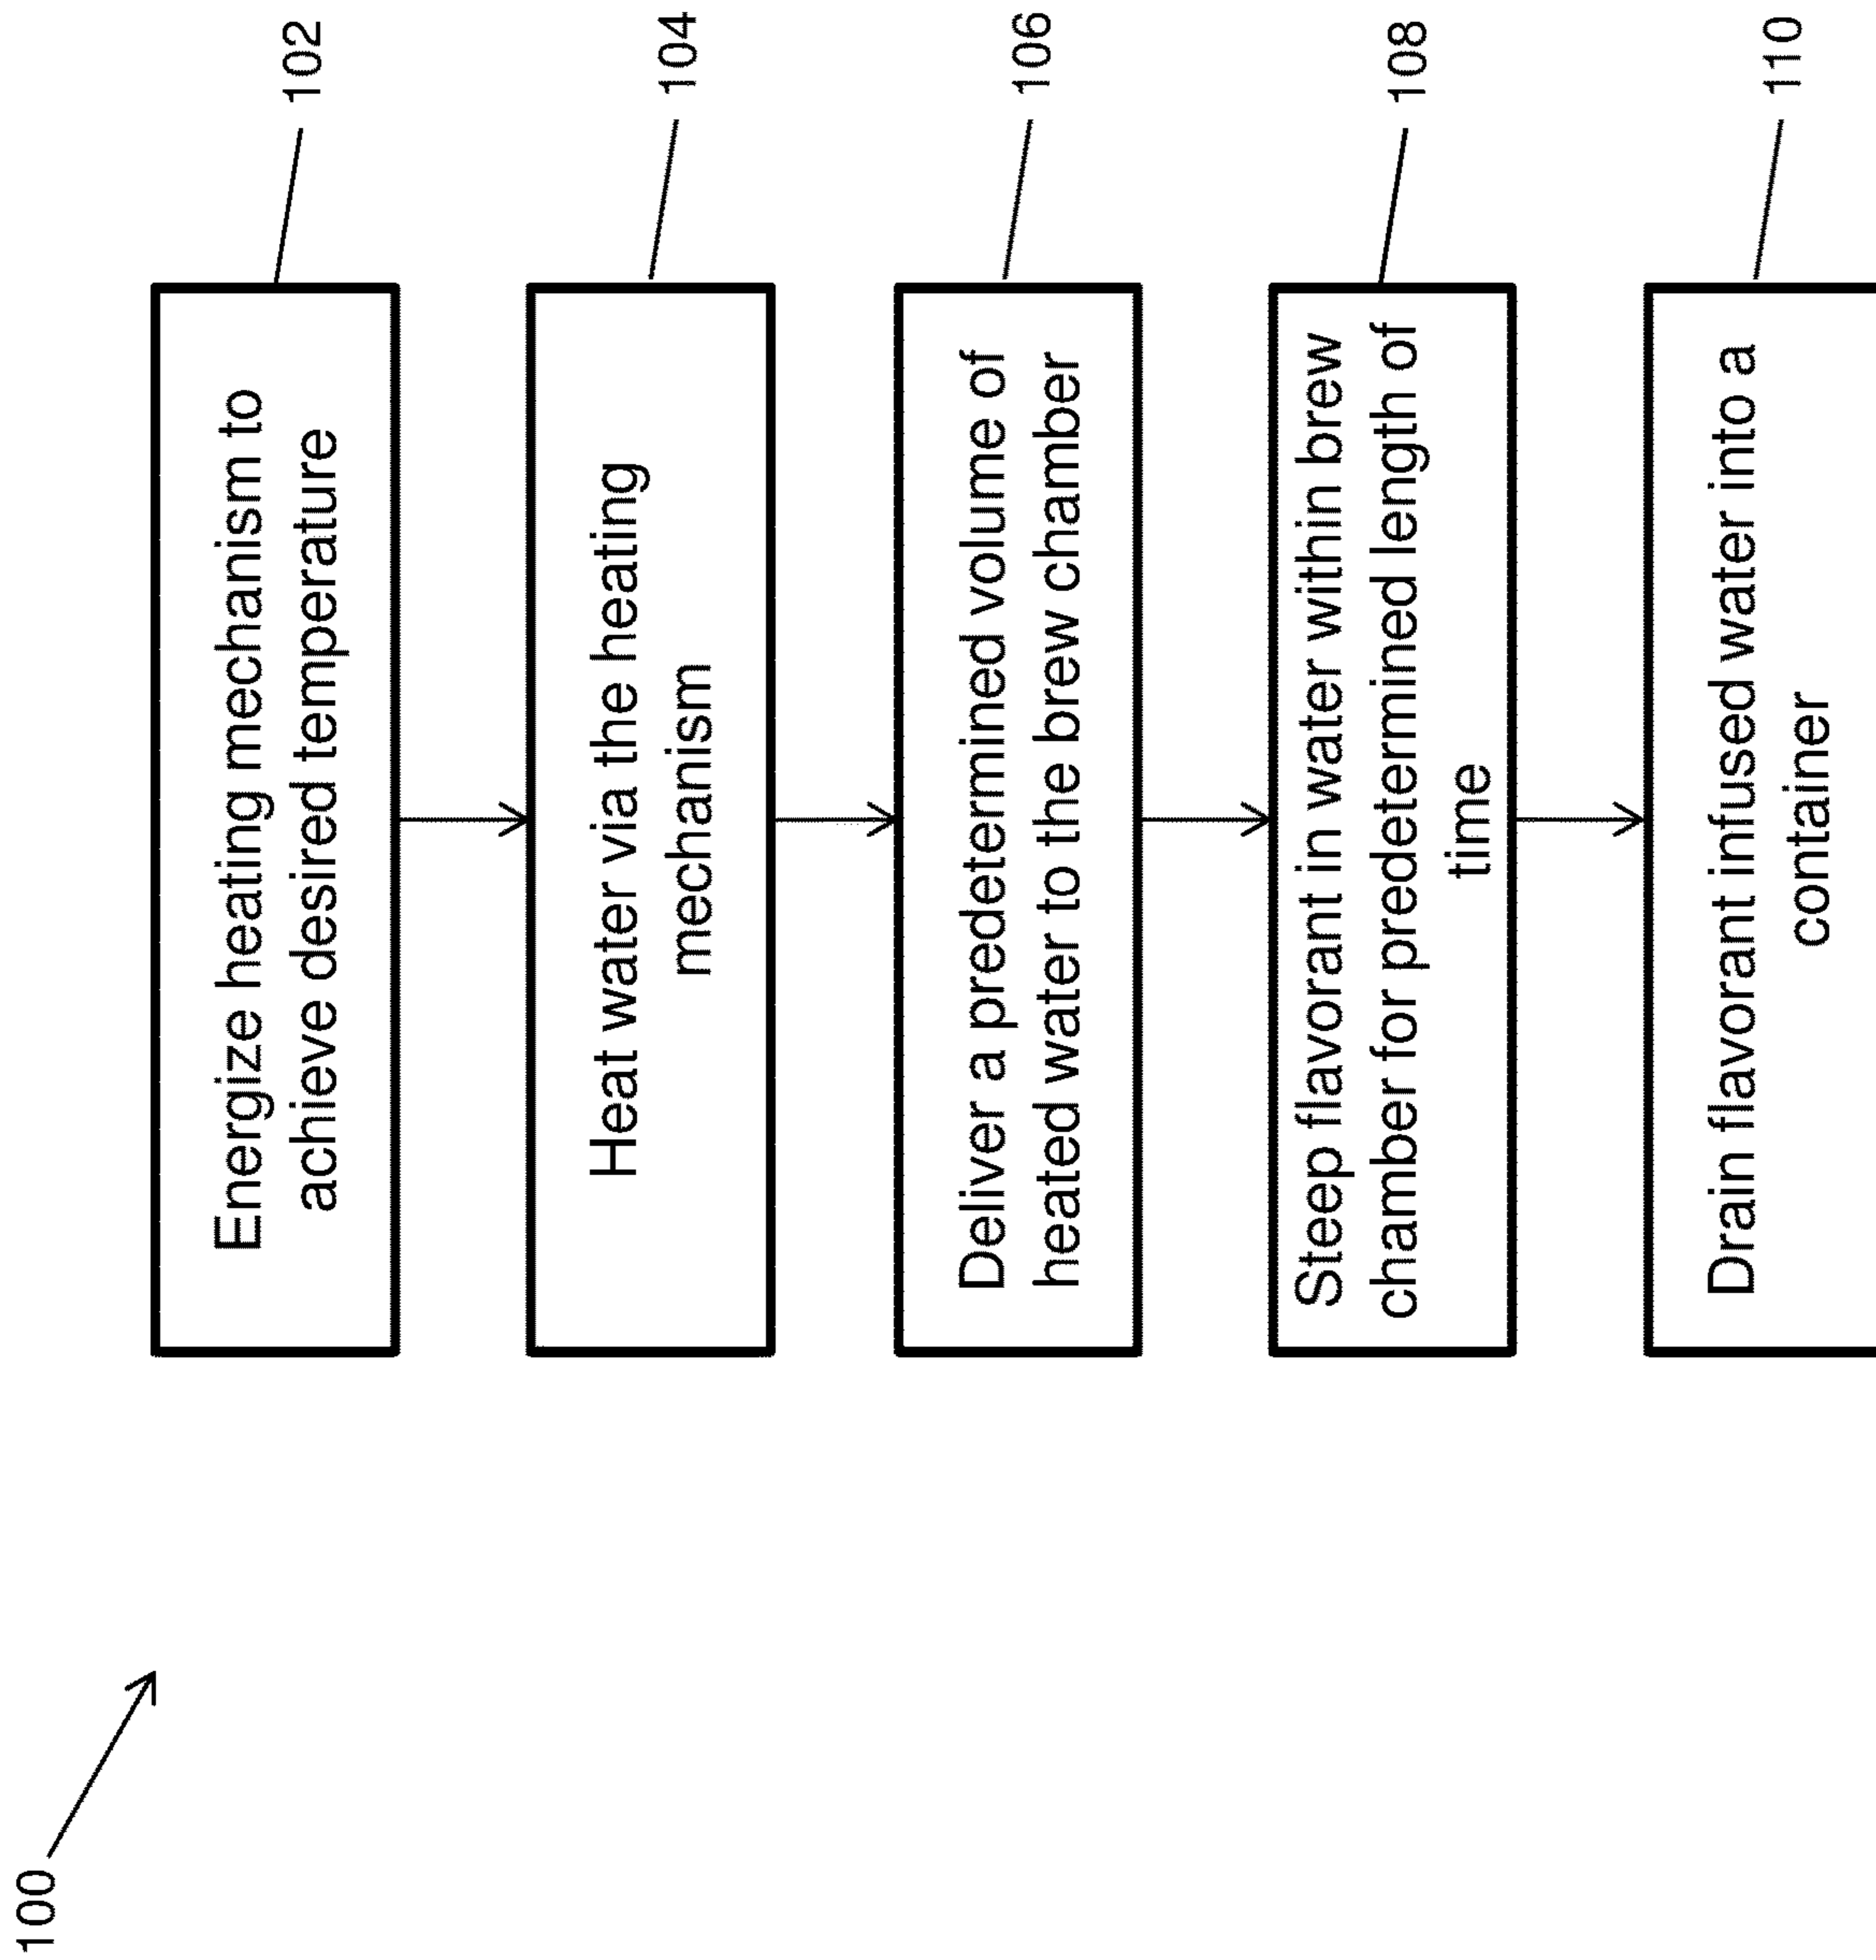 100
Energize heating mechanism to
achieve desired temperature
102
Heat water via the heating
mechanism
104
Deliver a predetermined volume of
heated water to the brew chamber
106
Steep flavorant in water within brew
chamber for predetermined length of
time
108
Drain flavorant infused water into a
container
110